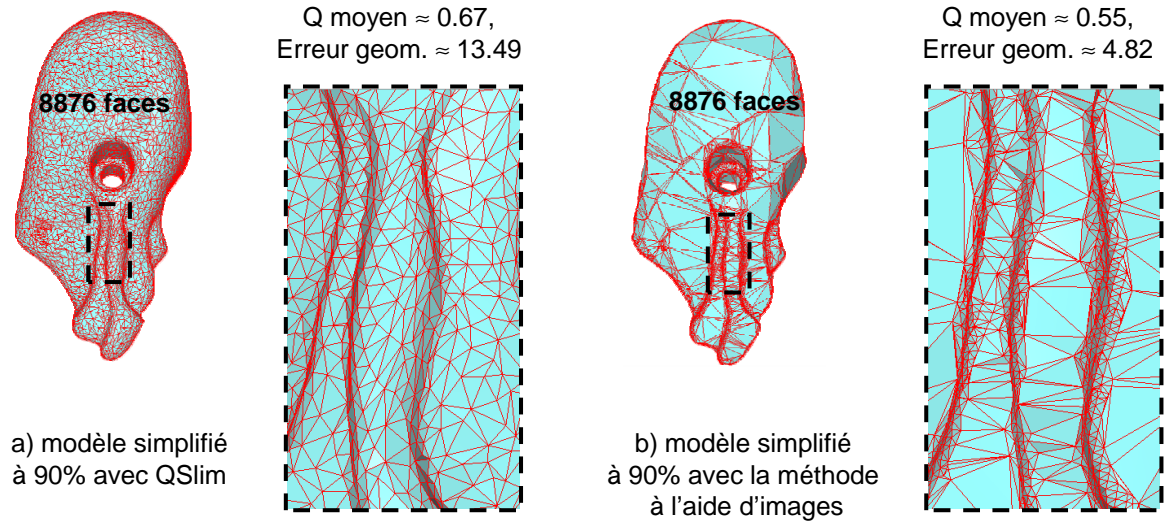 Q moyen ≈ 0.67,
Erreur geom. ≈ 13.49
8876 faces
a) modèle simplifié
à 90% avec QSlim
Q moyen ≈ 0.55,
Erreur geom. ≈ 4.82
8876 faces
b) modèle simplifié
à 90% avec la méthode
à l'aide d'images